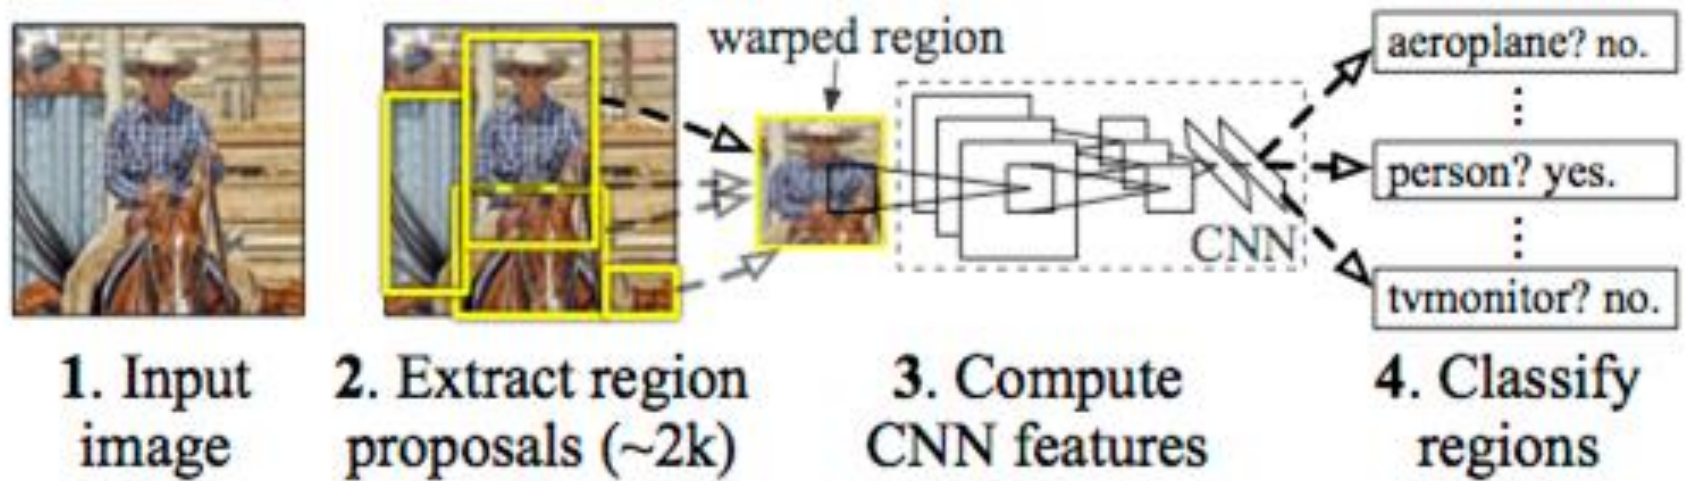 warped region
aeroplane? no.
person? yes.
CNN
tvmonitor? no.
1. Input
image
2. Extract region
proposals (~2k)
3. Compute
CNN features
4. Classify
regions